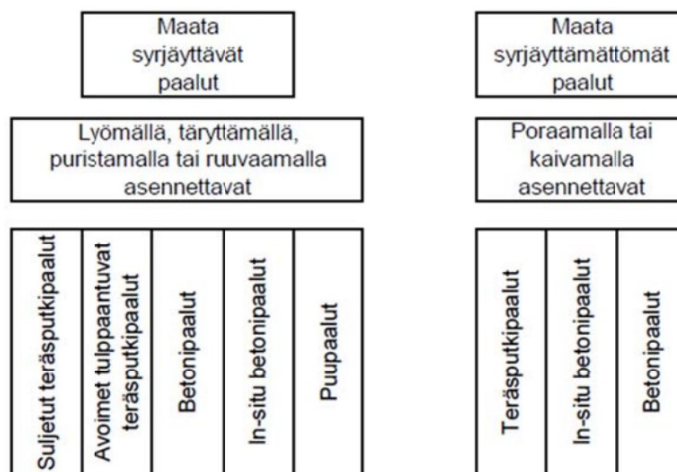 Maata
syrjäyttävät
paalut
Maata
syrjäyttämättömät
paalut
Lyömällä, täryttämällä,
puristamalla tai ruuvaamalla
asennettavat
Poraamalla tai
kaivamalla
asennettavat
Suljetut teräsputkipaalut
Avoimet tulppaantuvat
teräsputkipaalut
Betonipaalut
In-situ betonipaalut
Puupaalut
Teräsputkipaalut
In-situ betonipaalut
Betonipaalut